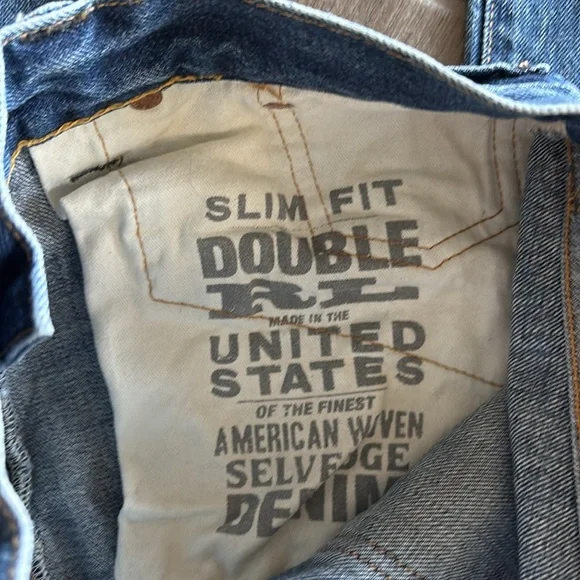 SLIM FIT
DOUBLE
RL
MADE IN THE
UNITED
STATES
OF THE FINEST
AMERICAN WOVEN
SELVEDGE
DENIM